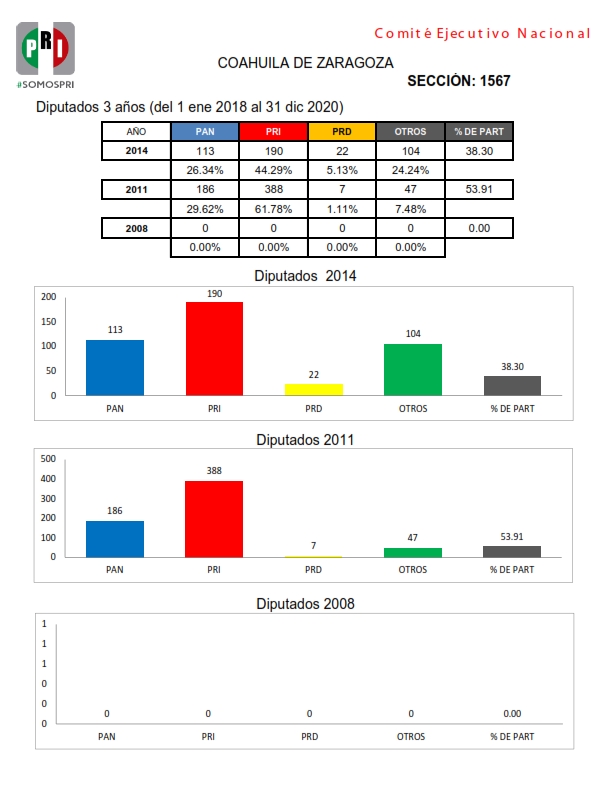 Comité Ejecutivo Nacional
PRI
#SOMOSPRI
COAHUILA DE ZARAGOZA
SECCIÓN: 1567
Diputados 3 años (del 1 ene 2018 al 31 dic 2020)
AÑO PAN PRI PRD OTROS % DE PART
2014 113 190 22 104 38.30
26.34% 44.29% 5.13% 24.24%
2011 186 388 7 47 53.91
29.62% 61.78% 1.11% 7.48%
2008 0 0 0 0 0.00
0.00% 0.00% 0.00% 0.00%
Diputados 2014
200
150
100
50
0
113 190 22 104 38.30
PAN PRI PRD OTROS % DE PART
Diputados 2011
500
400
300
200
100
0
186 388 7 47 53.91
PAN PRI PRD OTROS % DE PART
Diputados 2008
1
1
1
0
0
0
0 0 0 0 0.00
PAN PRI PRD OTROS % DE PART